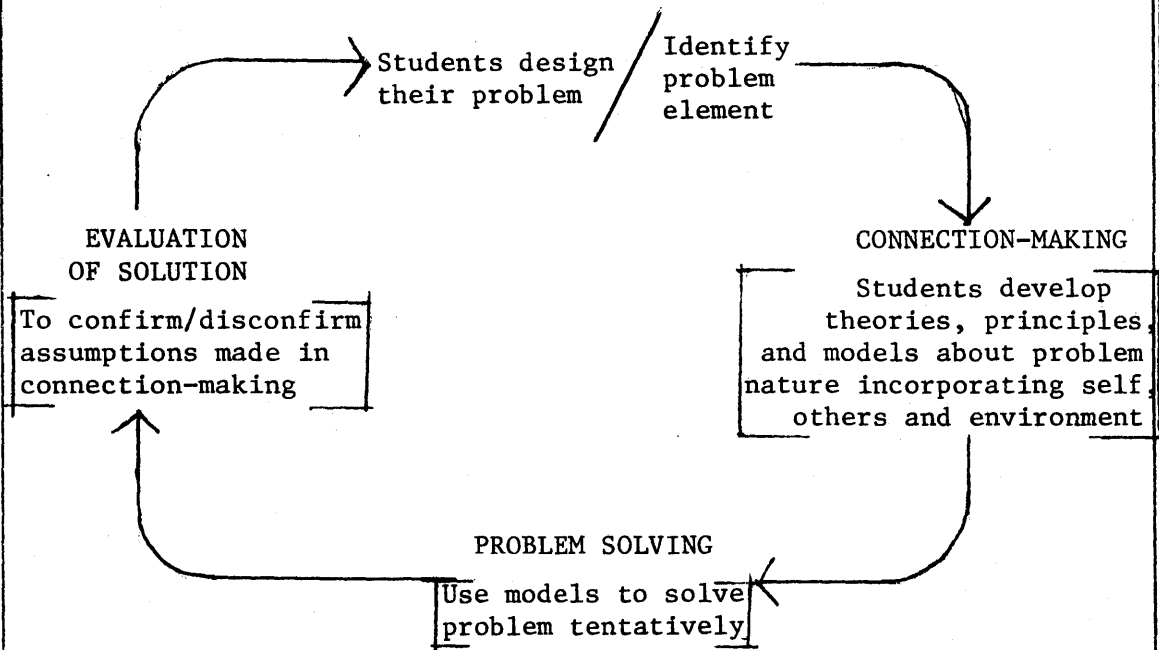 Students design
their problem
Identify
problem
element
CONNECTION-MAKING
Students develop
theories, principles,
and models about problem
nature incorporating self,
others and environment
PROBLEM SOLVING
Use models to solve
problem tentatively
EVALUATION
OF SOLUTION
To confirm/disconfirm
assumptions made in
connection-making